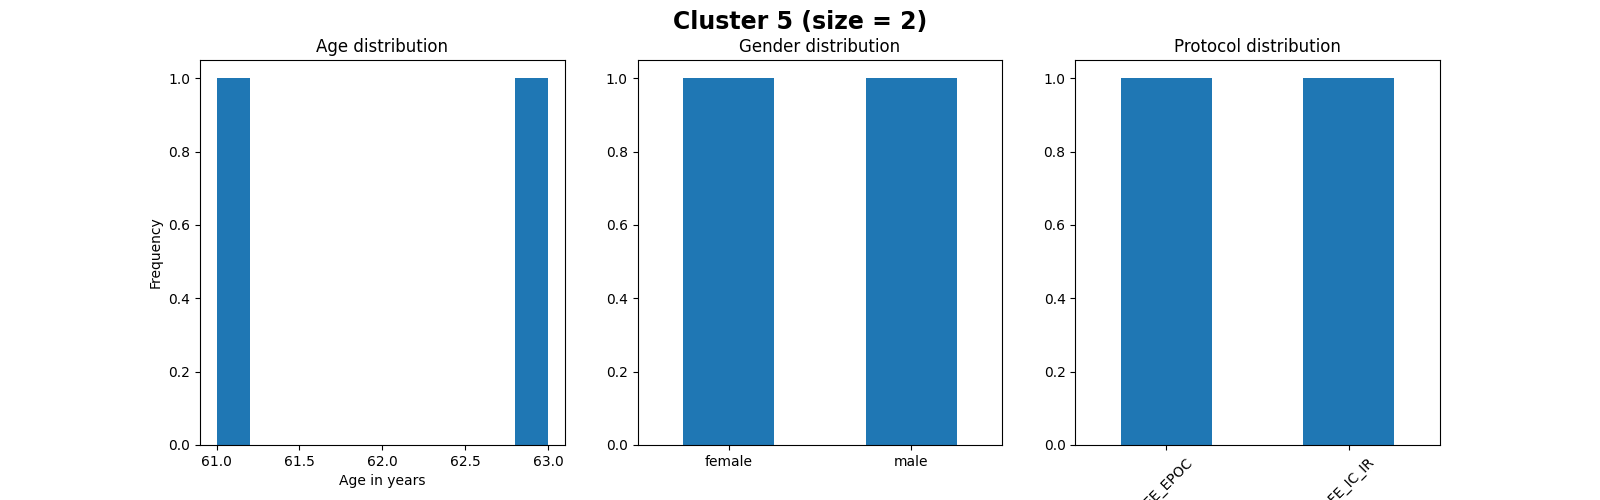 Cluster 5 (size = 2)
Age distribution
Frequency
1.0
0.8
0.6
0.4
0.2
0.0
61.0 61.5 62.0 62.5 63.0
Age in years
Gender distribution
1.0
0.8
0.6
0.4
0.2
0.0
female male
Protocol distribution
1.0
0.8
0.6
0.4
0.2
0.0
EE_EPOC
FE_IC_IR